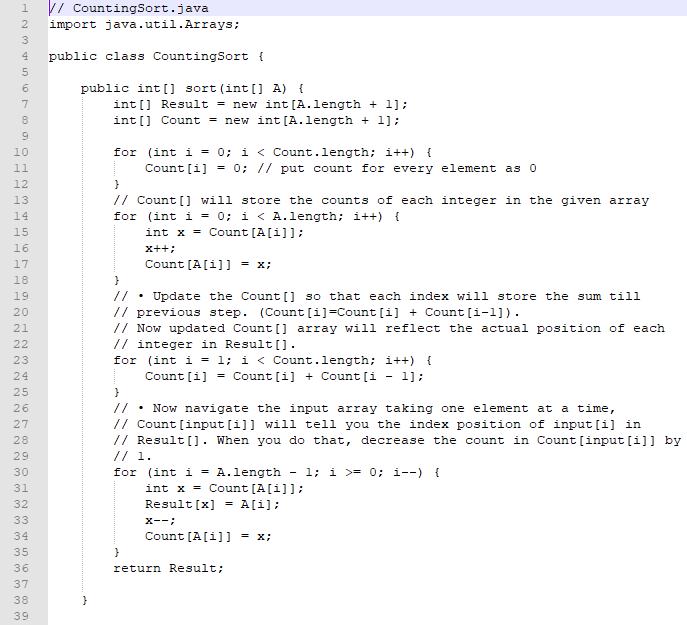 1 // CountingSort.java
2 import java.util.Arrays;
3
4 public class CountingSort {
5
6 public int[] sort(int[] A) {
7 int[] Result = new int[A.length + 1];
8 int[] Count = new int[A.length + 1];
9
10 for (int i = 0; i < Count.length; i++) {
11 Count[i] = 0; // put count for every element as 0
12 }
13 // Count[] will store the counts of each integer in the given array
14 for (int i = 0; i < A.length; i++) {
15 int x = Count[A[i]];
16 x++;
17 Count[A[i]] = x;
18 }
19 // • Update the Count[] so that each index will store the sum till
20 // previous step. (Count[i]=Count[i] + Count[i-1]).
21 // Now updated Count[] array will reflect the actual position of each
22 // integer in Result[].
23 for (int i = 1; i < Count.length; i++) {
24 Count[i] = Count[i] + Count[i - 1];
25 }
26 // • Now navigate the input array taking one element at a time,
27 // Count[input[i]] will tell you the index position of input[i] in
28 // Result[]. When you do that, decrease the count in Count[input[i]] by
29 // 1.
30 for (int i = A.length - 1; i >= 0; i--) {
31 int x = Count[A[i]];
32 Result[x] = A[i];
33 x--;
34 Count[A[i]] = x;
35 }
36 return Result;
37
38 }
39